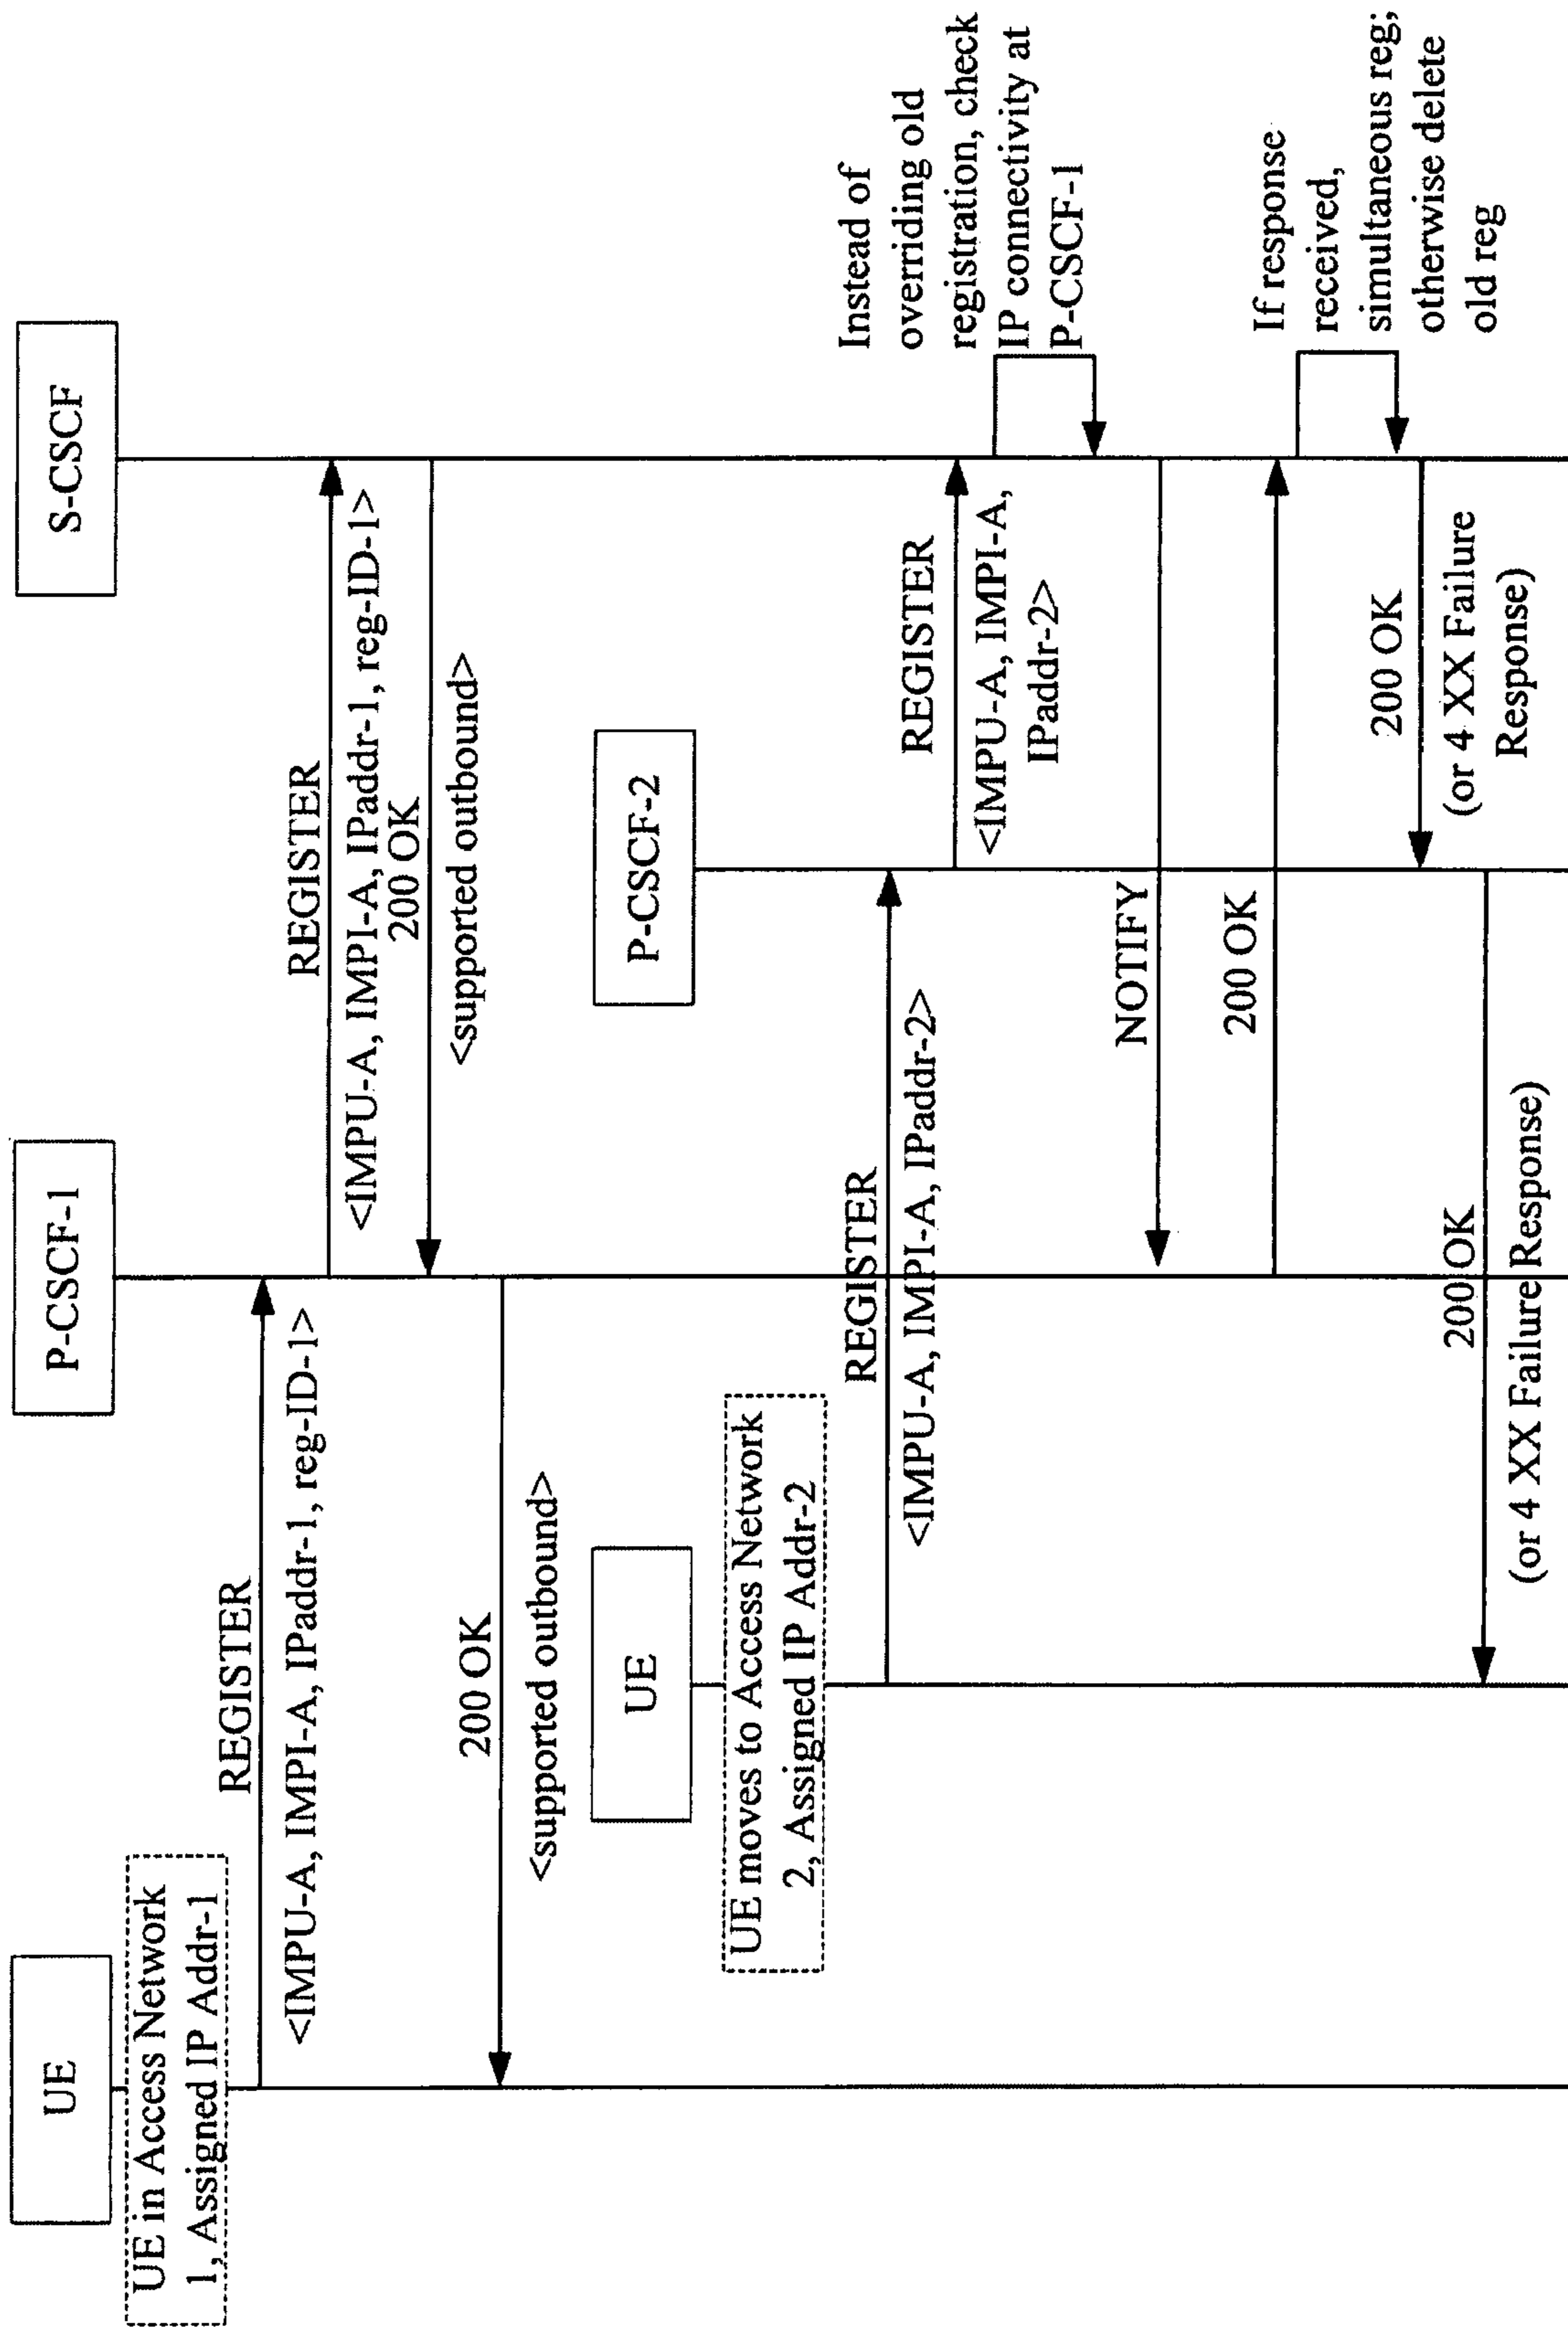 UE
P-CSCF-1
S-CSCF
UE in Access Network
1, Assigned IP Addr-1
REGISTER
<IMPU-A, IMPI-A, IPaddr-1, reg-ID-1>
REGISTER
<IMPU-A, IMPI-A, IPaddr-1, reg-ID-1>
200 OK
<supported outbound>
200 OK
<supported outbound>
UE
P-CSCF-2
UE moves to Access Network
2, Assigned IP Addr-2
REGISTER
<IMPU-A, IMPI-A, IPaddr-2>
REGISTER
<IMPU-A, IMPI-A,
IPaddr-2>
Instead of
overriding old
registration, check
IP connectivity at
P-CSCF-1
NOTIFY
200 OK
If response
received,
simultaneous reg;
otherwise delete
old reg
200 OK
(or 4 XX Failure
Response)
200 OK
(or 4 XX Failure Response)